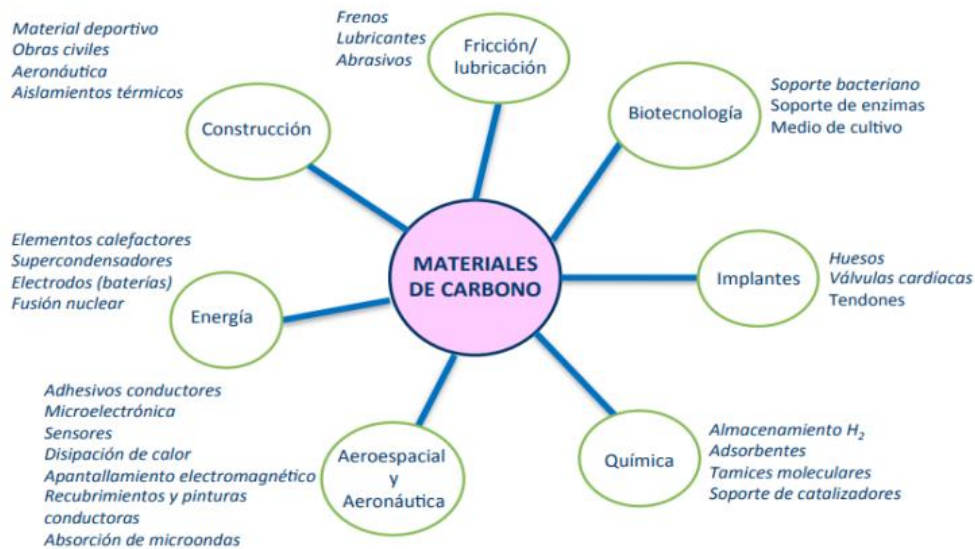 Material deportivo
Obras civiles
Aeronáutica
Aislamientos térmicos
Construcción
Frenos
Lubricantes
Abrasivos
Fricción/
lubricación
Biotecnología
Soporte bacteriano
Soporte de enzimas
Medio de cultivo
MATERIALES
DE CARBONO
Elementos calefactores
Supercondensadores
Electrodos (baterías)
Fusión nuclear
Energía
Implantes
Huesos
Válvulas cardíacas
Tendones
Adhesivos conductores
Microelectrónica
Sensores
Disipación de calor
Apantallamiento electromagnético
Recubrimientos y pinturas
conductoras
Absorción de microondas
Aeroespacial
y
Aeronáutica
Química
Almacenamiento H₂
Adsorbentes
Tamices moleculares
Soporte de catalizadores